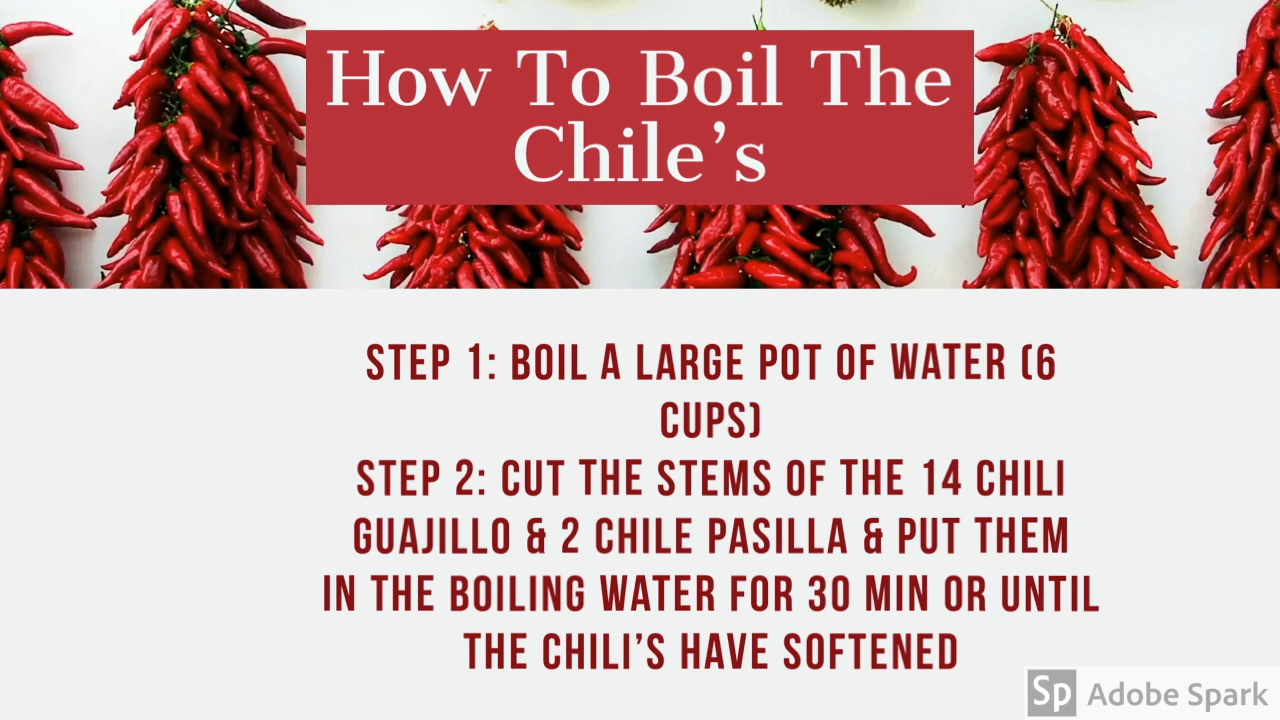 How To Boil The
Chile’s
STEP 1: BOIL A LARGE POT OF WATER (6
CUPS)
STEP 2: CUT THE STEMS OF THE 14 CHILI
GUAJILLO & 2 CHILE PASILLA & PUT THEM
IN THE BOILING WATER FOR 30 MIN OR UNTIL
THE CHILI’S HAVE SOFTENED
Sp Adobe Spark